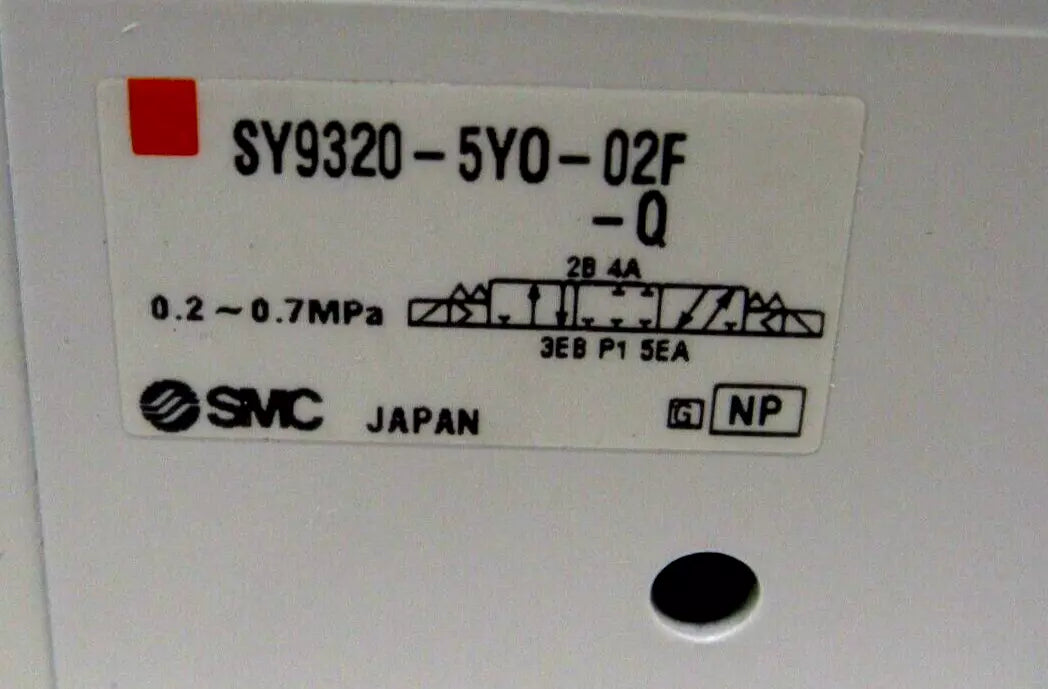 SY9320-5YO-02F
-Q
2B 4A
0.2~0.7MPa
3EB P1 5EA
SMC JAPAN G NP